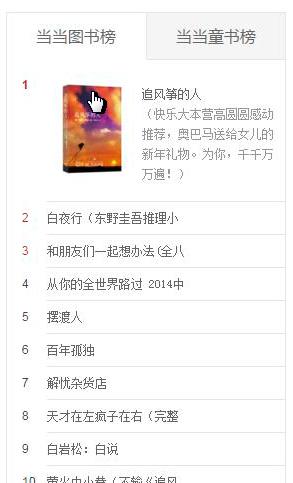 当当图书榜 当当童书榜
1
追风筝的人
追风筝的人
（快乐大本营高圆圆感动
推荐，奥巴马送给女儿的
新年礼物。为你，千千万
万遍！）
2 白夜行（东野圭吾推理小
3 和朋友们一起想办法(全八
4 从你的全世界路过 2014中
5 摆渡人
6 百年孤独
7 解忧杂货店
8 天才在左疯子在右（完整
9 白岩松：白说
10